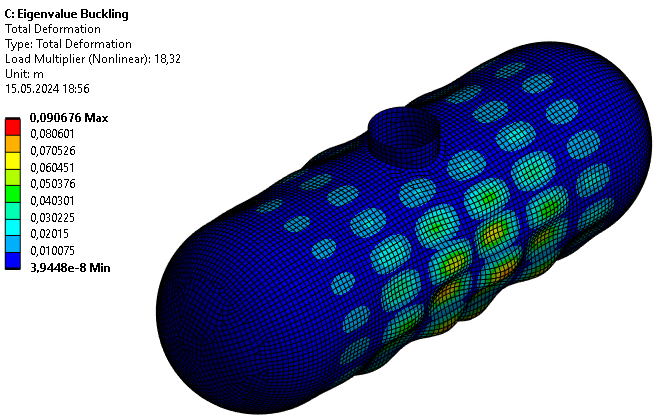 C: Eigenvalue Buckling
Total Deformation
Type: Total Deformation
Load Multiplier (Nonlinear): 18,32
Unit: m
15.05.2024 18:56
0,090676 Max
0,080601
0,070526
0,060451
0,050376
0,040301
0,030225
0,02015
0,010075
3,9448e-8 Min